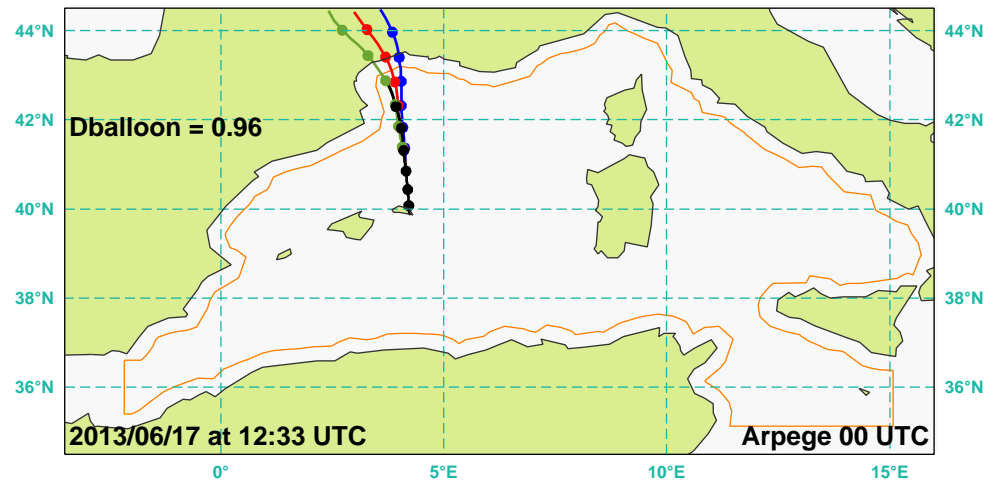 44°N 44°N
42°N 42°N
Dballoon = 0.96
40°N 40°N
38°N 38°N
36°N 36°N
2013/06/17 at 12:33 UTC Arpege 00 UTC
0° 5°E 10°E 15°E